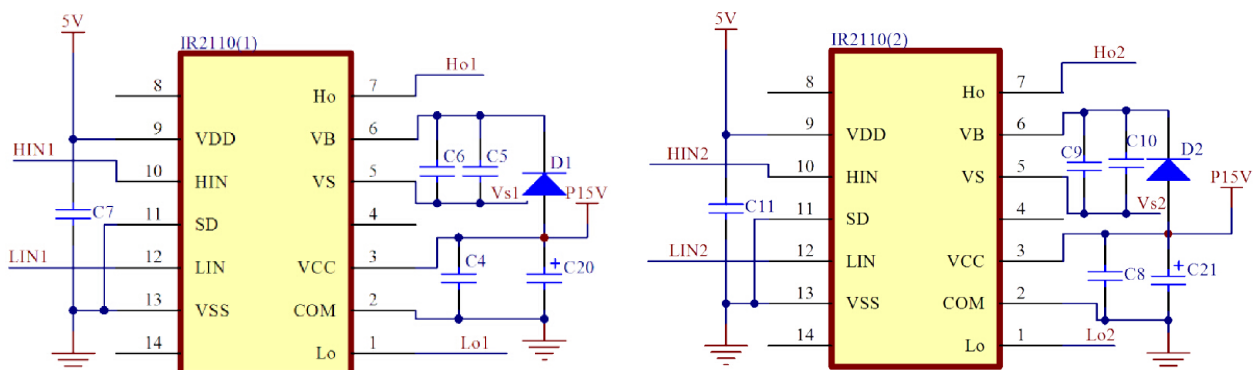 5V
IR2110(1)
Ho1
8
Ho
7
9
VDD
VB
6
HIN1
C6
C5
D1
10
HIN
VS
5
Vs1
P15V
C7
11
SD
4
LIN1
12
LIN
VCC
3
C4
+
C20
13
VSS
COM
2
14
Lo
1
Lo1
5V
IR2110(2)
Ho2
8
Ho
7
9
VDD
VB
6
HIN2
C9
C10
D2
10
HIN
VS
5
Vs2
P15V
C11
11
SD
4
LIN2
12
LIN
VCC
3
C8
+
C21
13
VSS
COM
2
14
Lo
1
Lo2